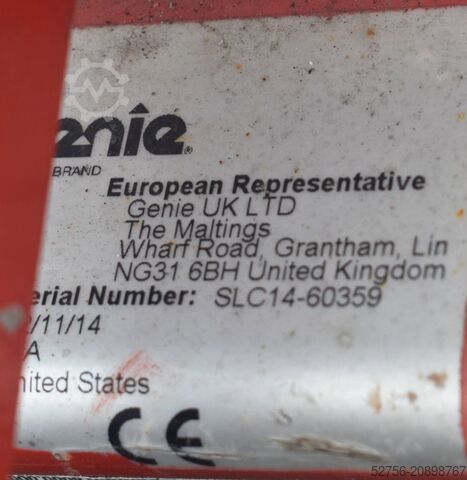 enie
BRAND
European Representative
Genie UK LTD
The Maltings
Wharf Road, Grantham, Lin
NG31 6BH United Kingdom
erial Number: SLC14-60359
/11/14
A
nited States
CE
52756-20898767